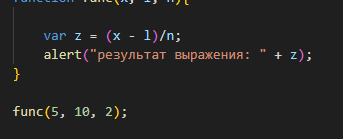 function func(x, l, n){
var z = (x - l)/n;
alert("результат выражения: " + z);
}
func(5, 10, 2);